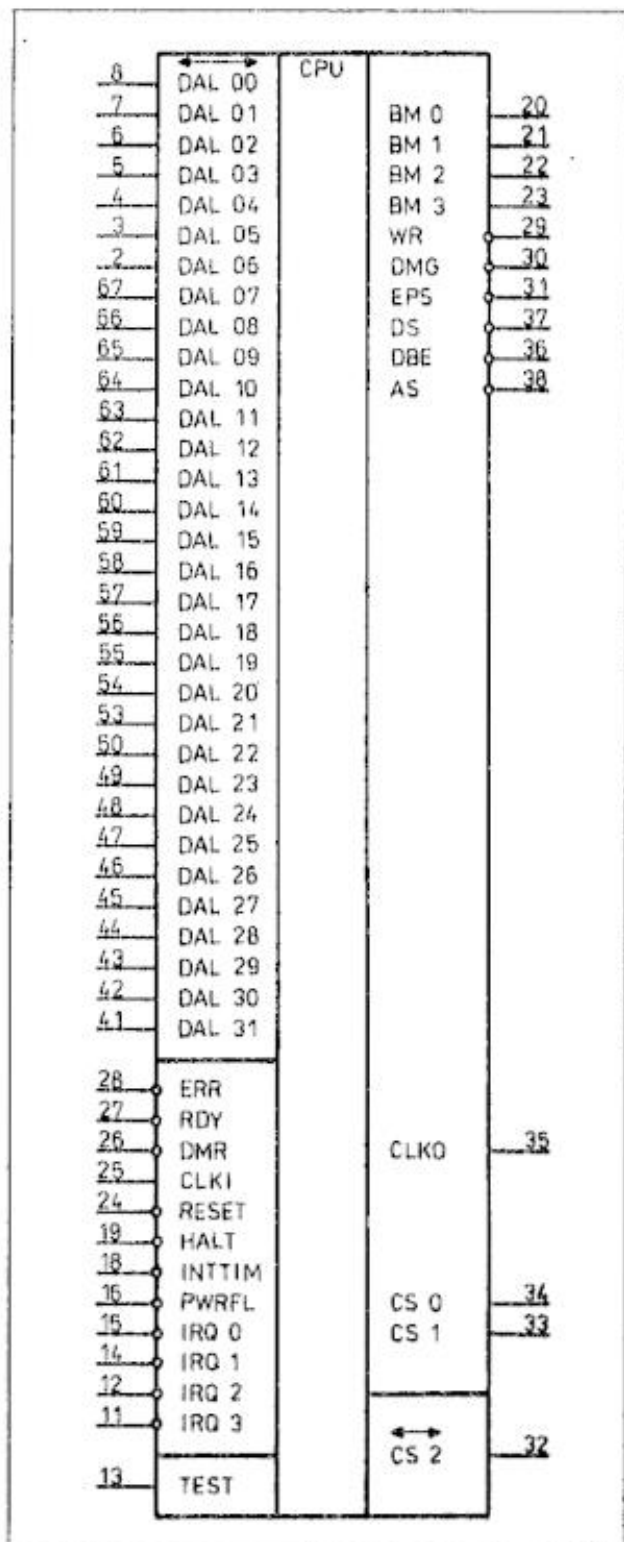 CPU
8 DAL 00
7 DAL 01 BM 0 20
6 DAL 02 BM 1 21
5 DAL 03 BM 2 22
4 DAL 04 BM 3 23
3 DAL 05 WR 29
2 DAL 06 DMG 30
67 DAL 07 EPS 31
66 DAL 08 DS 37
65 DAL 09 DBE 36
64 DAL 10 AS 38
63 DAL 11
62 DAL 12
61 DAL 13
60 DAL 14
59 DAL 15
58 DAL 16
57 DAL 17
56 DAL 18
55 DAL 19
54 DAL 20
53 DAL 21
50 DAL 22
49 DAL 23
48 DAL 24
47 DAL 25
46 DAL 26
45 DAL 27
44 DAL 28
43 DAL 29
42 DAL 30
41 DAL 31
28 ERR
27 RDY
26 DMR CLKO 35
25 CLKI
24 RESET
19 HALT
18 INTTIM
16 PWRFL CS 0 34
15 IRQ 0 CS 1 33
14 IRQ 1
12 IRQ 2
11 IRQ 3
CS 2 32
13 TEST